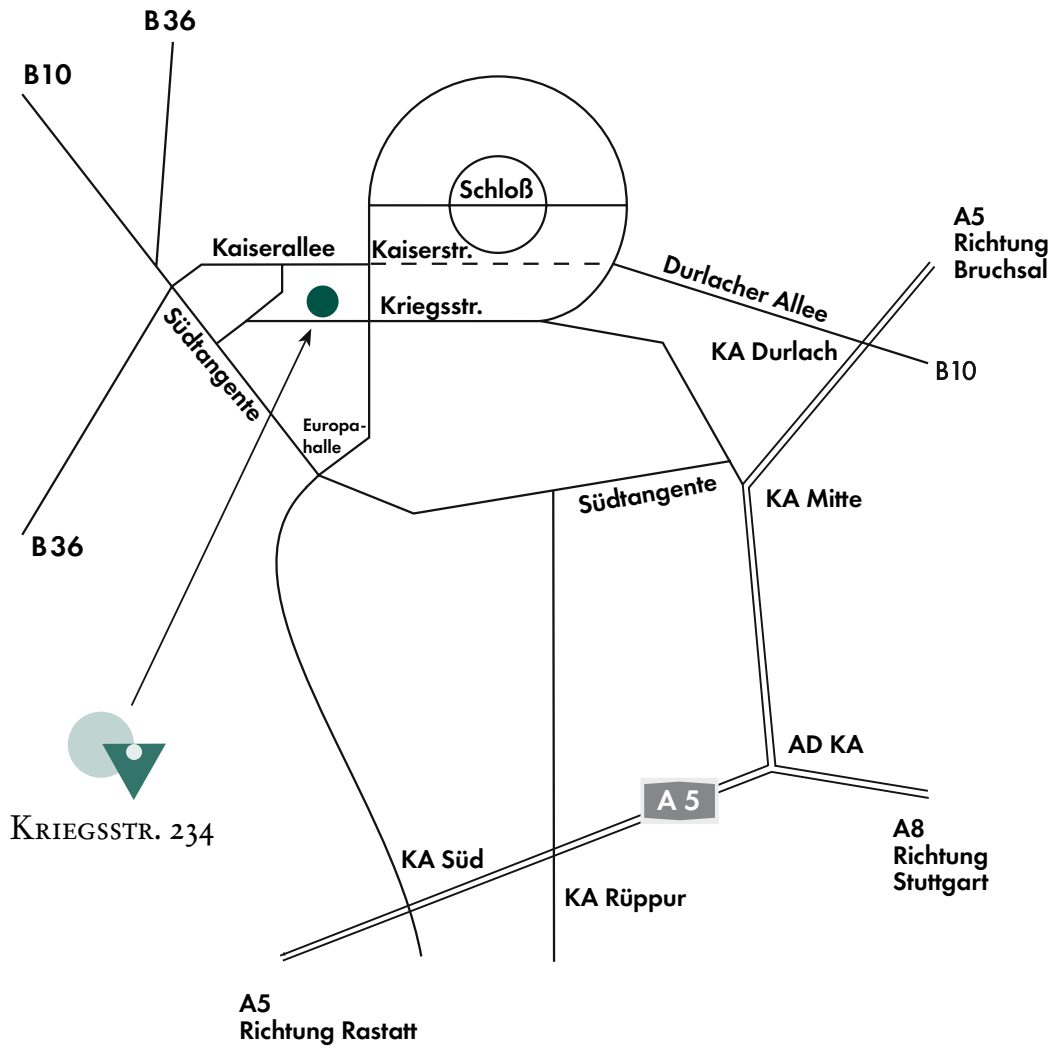 B36
B10
Schloß
A5
Richtung
Bruchsal
Kaiserallee
Kaiserstr.
Durlacher Allee
Kriegsstr.
Südtangente
KA Durlach
B10
Europa-
halle
Südtangente
KA Mitte
B36
AD KA
A 5
Kriegsstr. 234
A8
Richtung
Stuttgart
KA Süd
KA Rüppur
A5
Richtung Rastatt